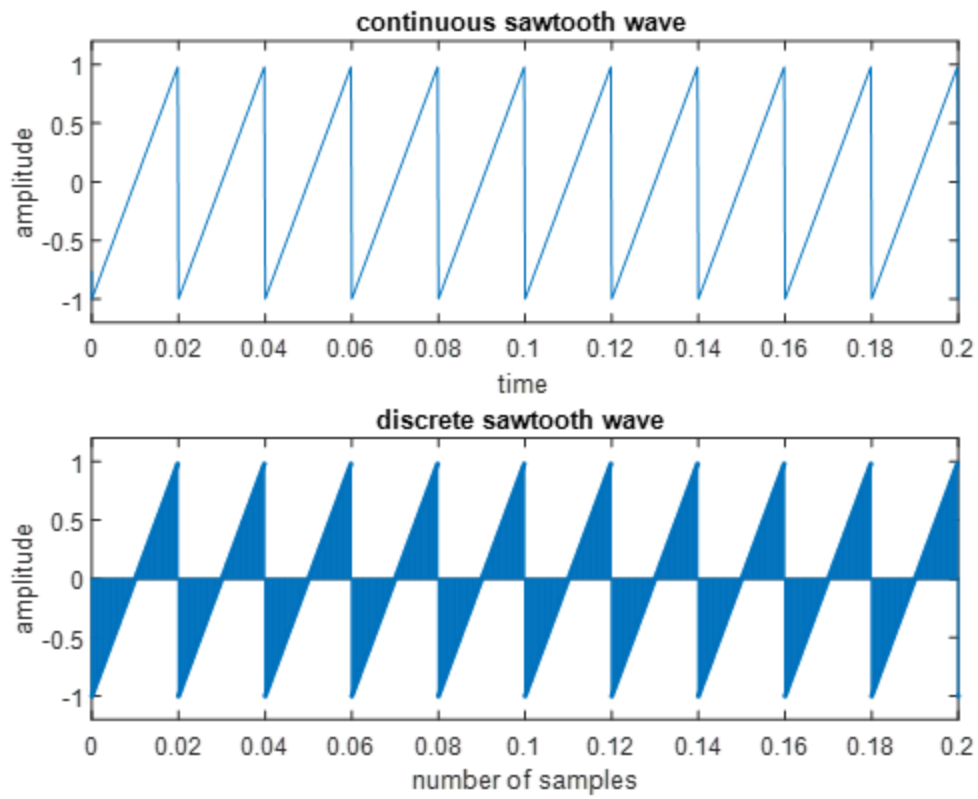 continuous sawtooth wave
1
0.5
0
-0.5
-1
amplitude
0 0.02 0.04 0.06 0.08 0.1 0.12 0.14 0.16 0.18 0.2
time
discrete sawtooth wave
1
0.5
0
-0.5
-1
amplitude
0 0.02 0.04 0.06 0.08 0.1 0.12 0.14 0.16 0.18 0.2
number of samples